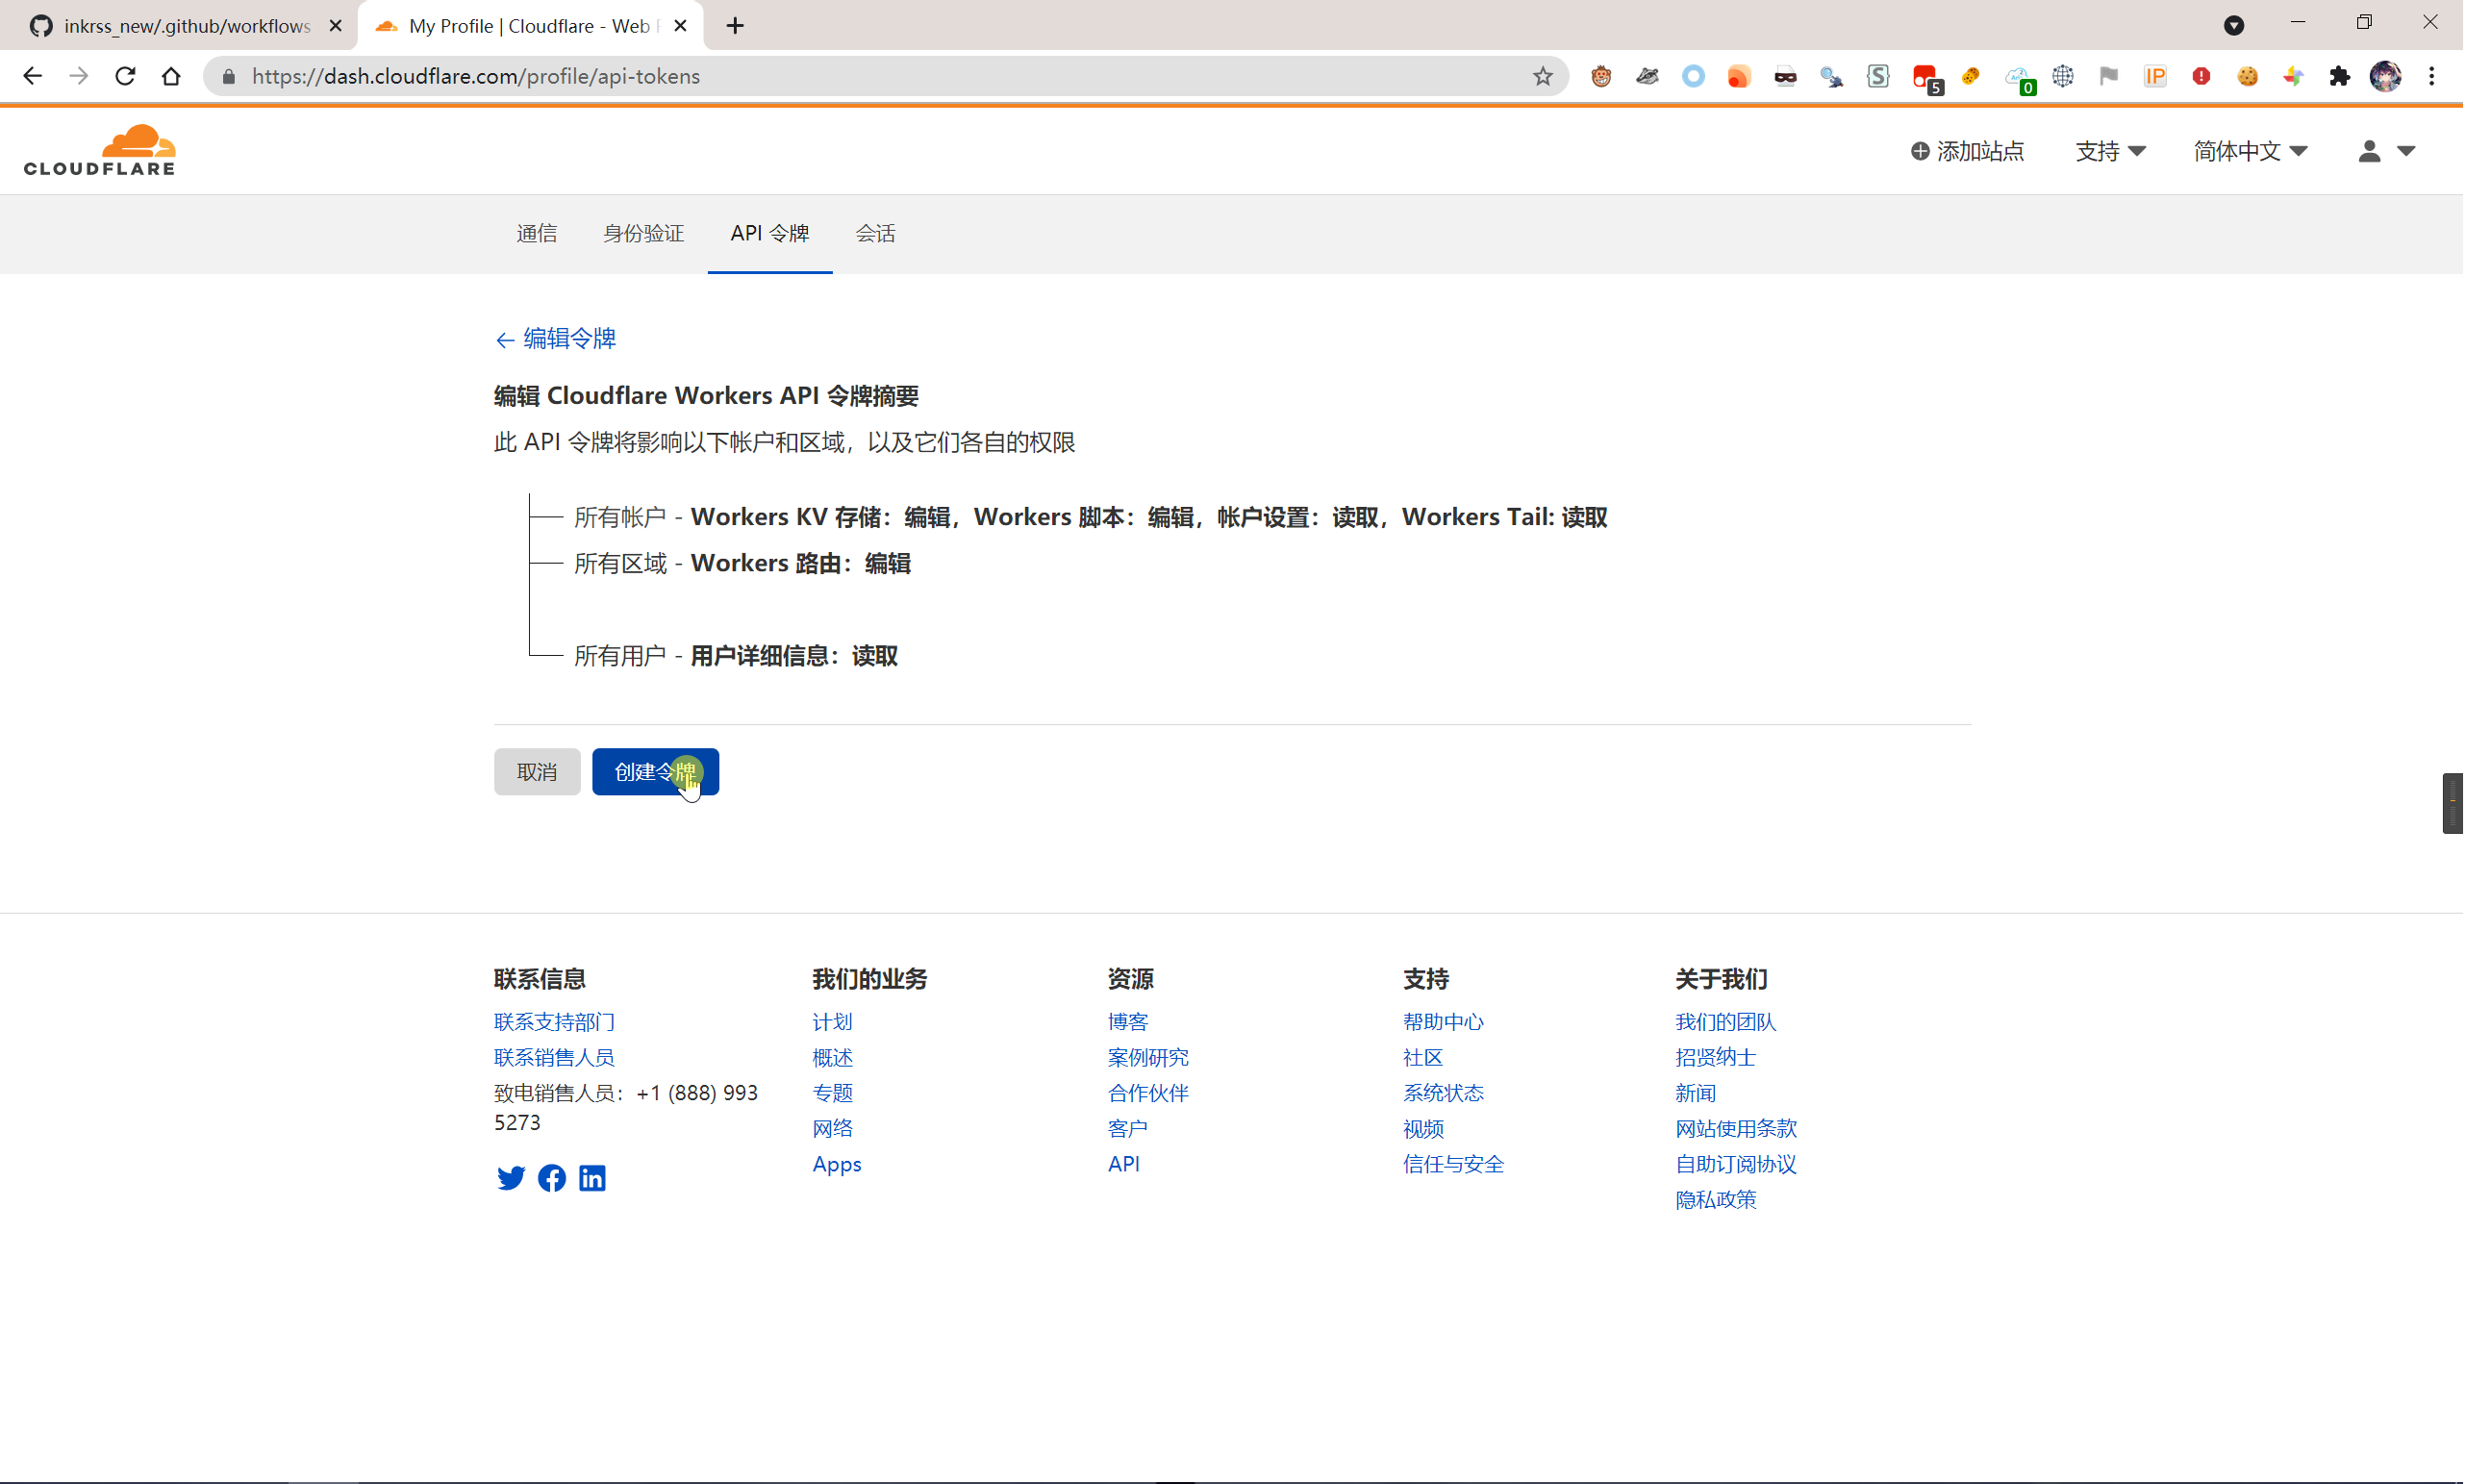 inkrss_new/.github/workflows
My Profile | Cloudflare - Web
https://dash.cloudflare.com/profile/api-tokens
5
0
IP
CLOUDFLARE
添加站点
支持
简体中文
通信
身份验证
API 令牌
会话
← 编辑令牌
编辑 Cloudflare Workers API 令牌摘要
此 API 令牌将影响以下帐户和区域，以及它们各自的权限
所有帐户 - Workers KV 存储：编辑，Workers 脚本：编辑，帐户设置：读取，Workers Tail: 读取
所有区域 - Workers 路由：编辑
所有用户 - 用户详细信息：读取
取消
创建令牌
联系信息
联系支持部门
联系销售人员
致电销售人员：+1 (888) 993
5273
我们的业务
计划
概述
专题
网络
Apps
资源
博客
案例研究
合作伙伴
客户
API
支持
帮助中心
社区
系统状态
视频
信任与安全
关于我们
我们的团队
招贤纳士
新闻
网站使用条款
自助订阅协议
隐私政策